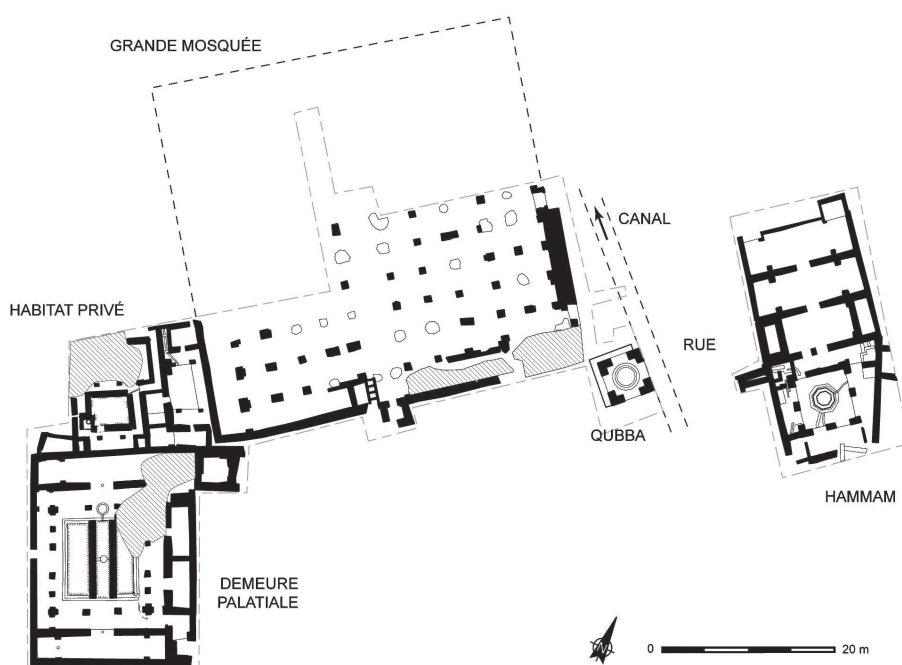 GRANDE MOSQUÉE
CANAL
HABITAT PRIVÉ
RUE
QUBBA
HAMMAM
DEMEURE
PALATIALE
N
0 20 m